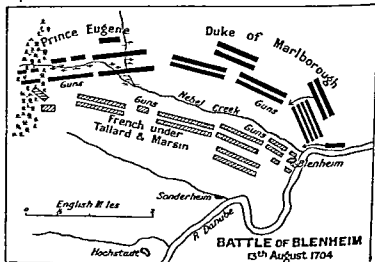 Prince Eugene
Duke of Marlborough
Guns
Guns
Guns
Nebel Creek
Guns
French under
Tallard & Marsin
Blenheim
English Miles
Sonderheim
R. Danube
Hochstadt
BATTLE OF BLENHEIM
13th August 1704